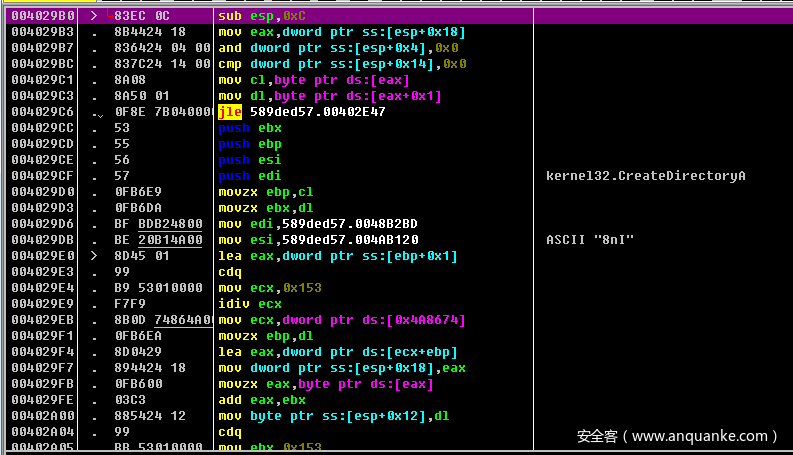 004029B0 > 83EC 0C sub esp,0xC
004029B3 . 8B4424 18 mov eax,dword ptr ss:[esp+0x18]
004029B7 . 836424 04 00 and dword ptr ss:[esp+0x4],0x0
004029BC . 837C24 14 00 cmp dword ptr ss:[esp+0x14],0x0
004029C1 . 8A08 mov cl,byte ptr ds:[eax]
004029C3 . 8A50 01 mov dl,byte ptr ds:[eax+0x1]
004029C6 . 0F8E 7B04000 jle 589ded57.00402E47
004029CC . 53 push ebx
004029CD . 55 push ebp
004029CE . 56 push esi
004029CF . 57 push edi kernel32.CreateDirectoryA
004029D0 . 0FB6E9 movzx ebp,cl
004029D3 . 0FB6DA movzx ebx,dl
004029D6 . BF BDB24800 mov edi,589ded57.0048B2BD
004029DB . BE 20B14A00 mov esi,589ded57.004AB120 ASCII "8nI"
004029E0 > 8D45 01 lea eax,dword ptr ss:[ebp+0x1]
004029E3 . 99 cdq
004029E4 . B9 53010000 mov ecx,0x153
004029E9 . F7F9 idiv ecx
004029EB . 8B0D 74864A0 mov ecx,dword ptr ds:[0x4A8674]
004029F1 . 0FB6EA movzx ebp,dl
004029F4 . 8D0429 lea eax,dword ptr ds:[ecx+ebp]
004029F7 . 894424 18 mov dword ptr ss:[esp+0x18],eax
004029FB . 0FB600 movzx eax,byte ptr ds:[eax]
004029FE . 03C3 add eax,ebx
00402A00 . 885424 12 mov byte ptr ss:[esp+0x12],dl
00402A04 . 99 cdq
00402A05 . BB 53010000 mov ebx,0x153
安全客（www.anquanke.com）